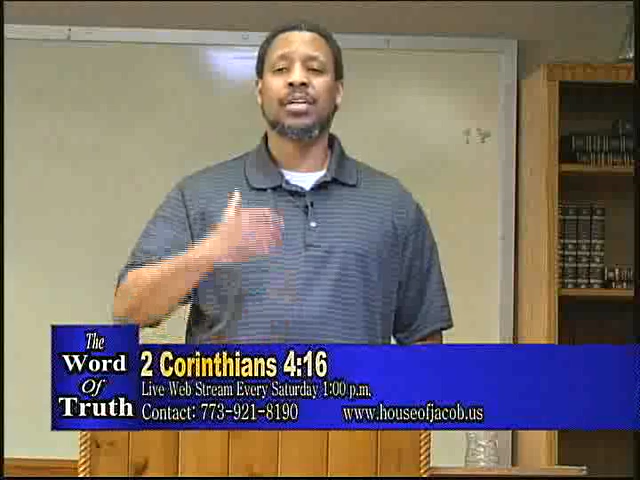 The
Word
Of
Truth
2 Corinthians 4:16
Live Web Stream Every Saturday 1:00 p.m.
Contact: 773-921-8190 www.houseofjacob.us